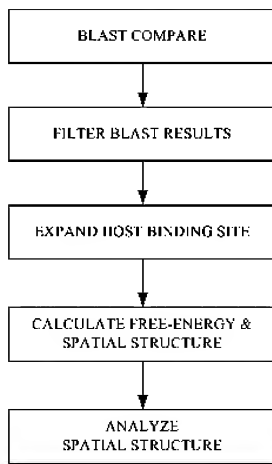 BLAST COMPARE
FILTER BLAST RESULTS
EXPAND HOST BINDING SITE
CALCULATE FREE-ENERGY &
SPATIAL STRUCTURE
ANALYZE
SPATIAL STRUCTURE